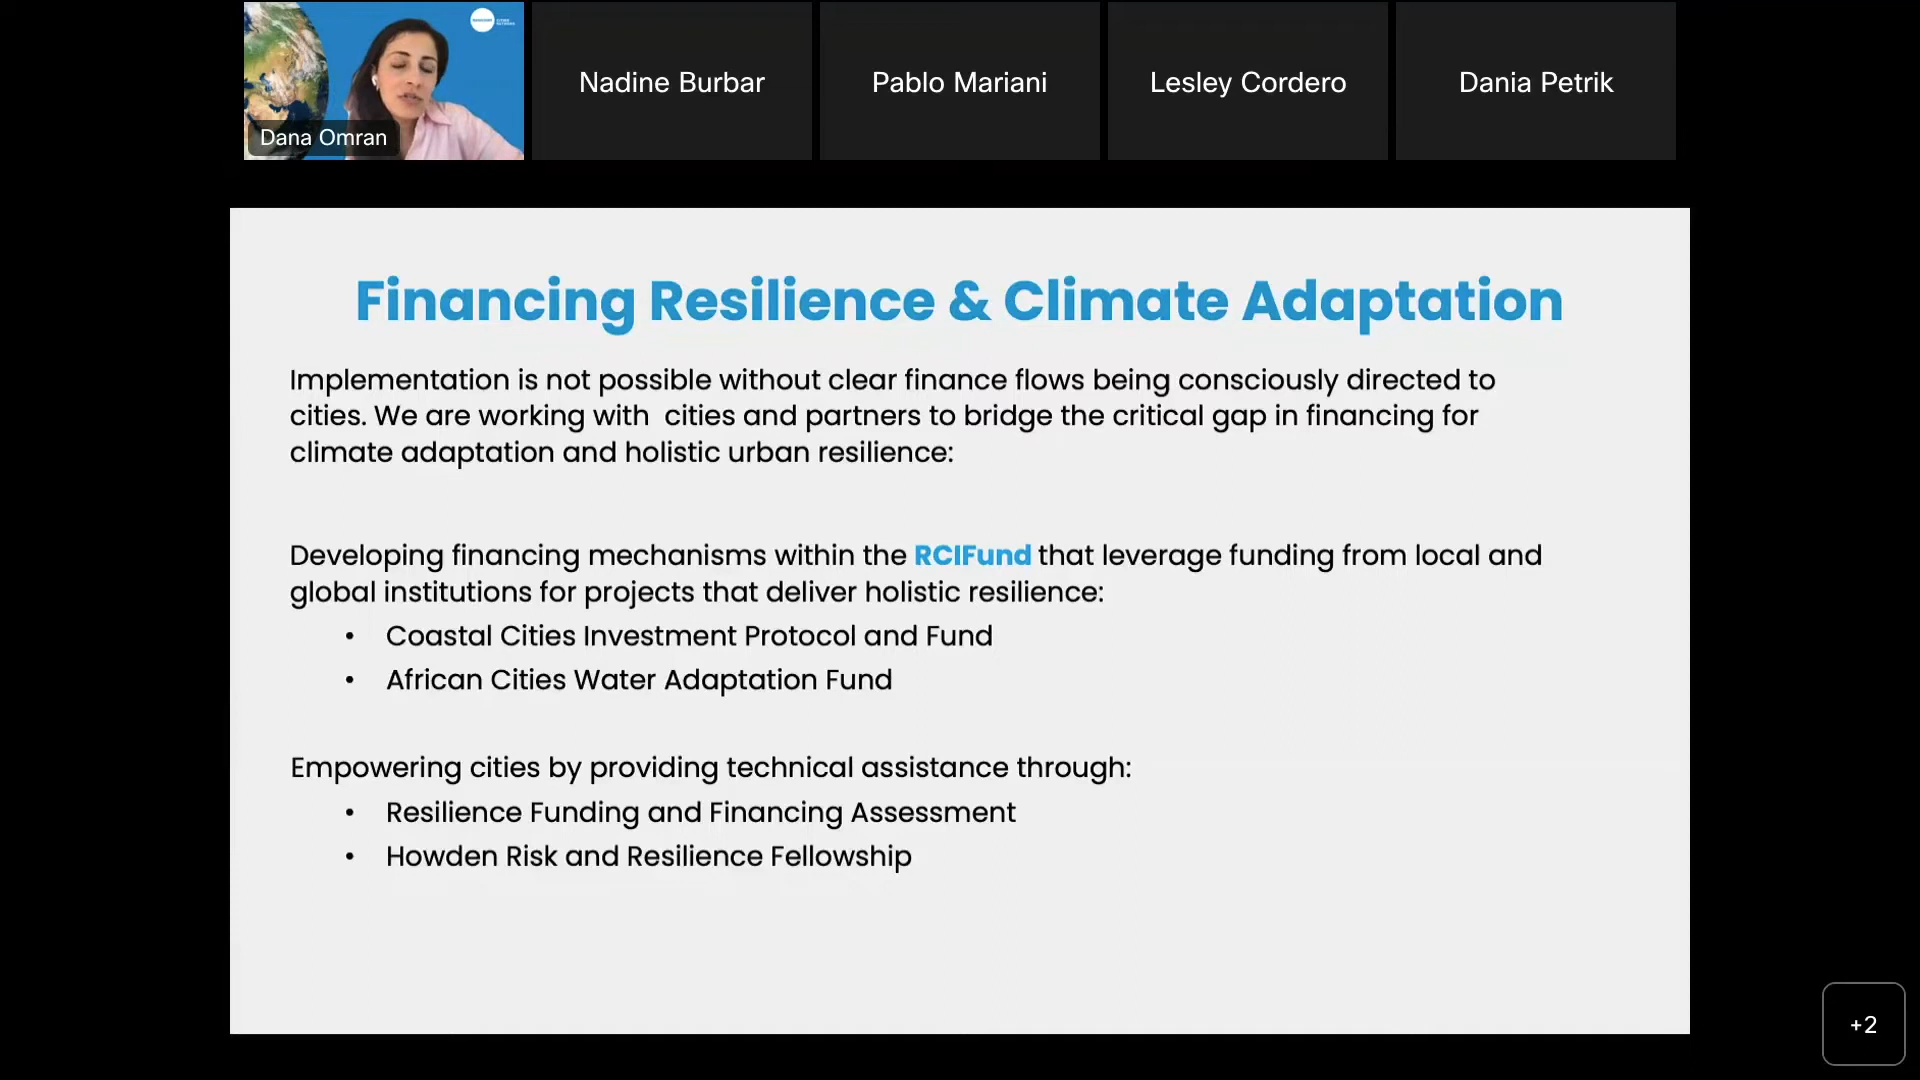 Dana Omran
Nadine Burbar
Pablo Mariani
Lesley Cordero
Dania Petrik
Financing Resilience & Climate Adaptation
Implementation is not possible without clear finance flows being consciously directed to
cities. We are working with  cities and partners to bridge the critical gap in financing for
climate adaptation and holistic urban resilience:
Developing financing mechanisms within the RCIFund that leverage funding from local and
global institutions for projects that deliver holistic resilience:
• Coastal Cities Investment Protocol and Fund
• African Cities Water Adaptation Fund
Empowering cities by providing technical assistance through:
• Resilience Funding and Financing Assessment
• Howden Risk and Resilience Fellowship
+2